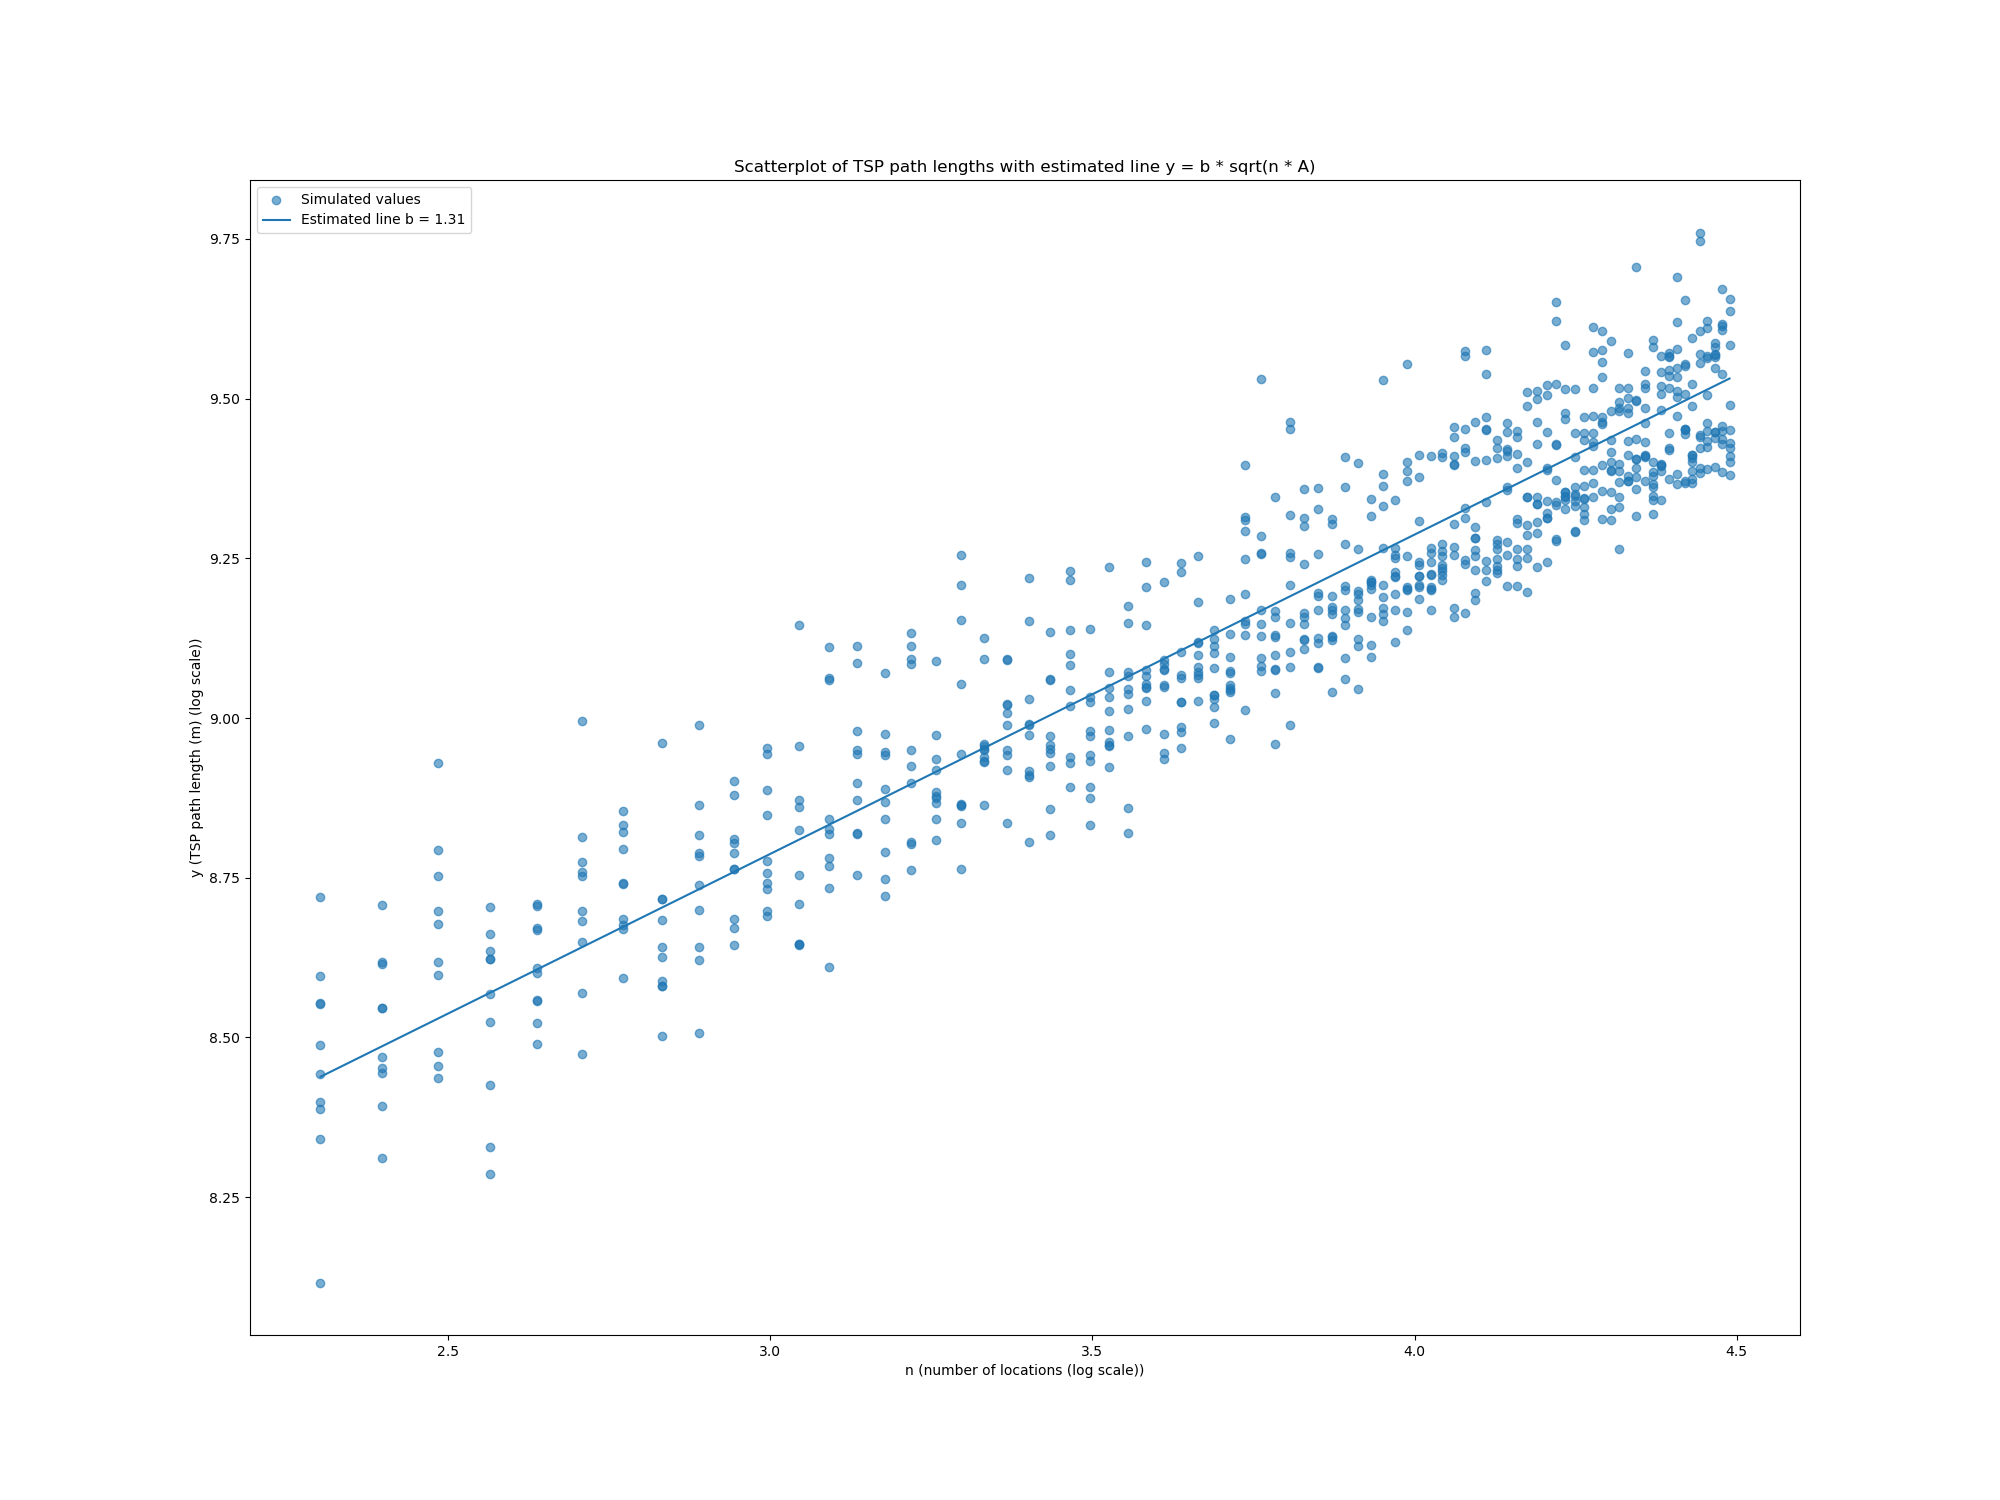 Scatterplot of TSP path lengths with estimated line y = b * sqrt(n * A)
Simulated values
Estimated line b = 1.31
y (TSP path length (m) (log scale))
9.75
9.50
9.25
9.00
8.75
8.50
8.25
2.5 3.0 3.5 4.0 4.5
n (number of locations (log scale))